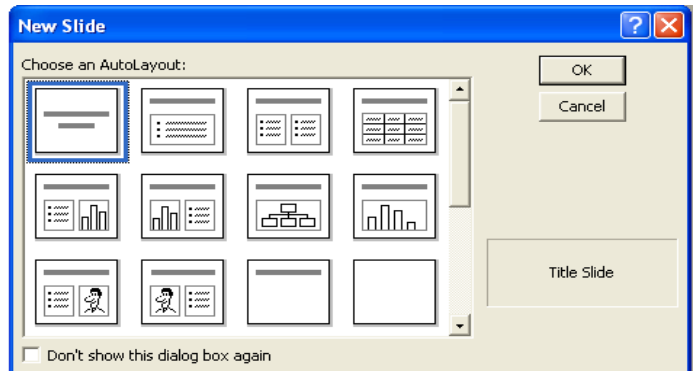 New Slide
Choose an AutoLayout:
OK
Cancel
Title Slide
Don't show this dialog box again